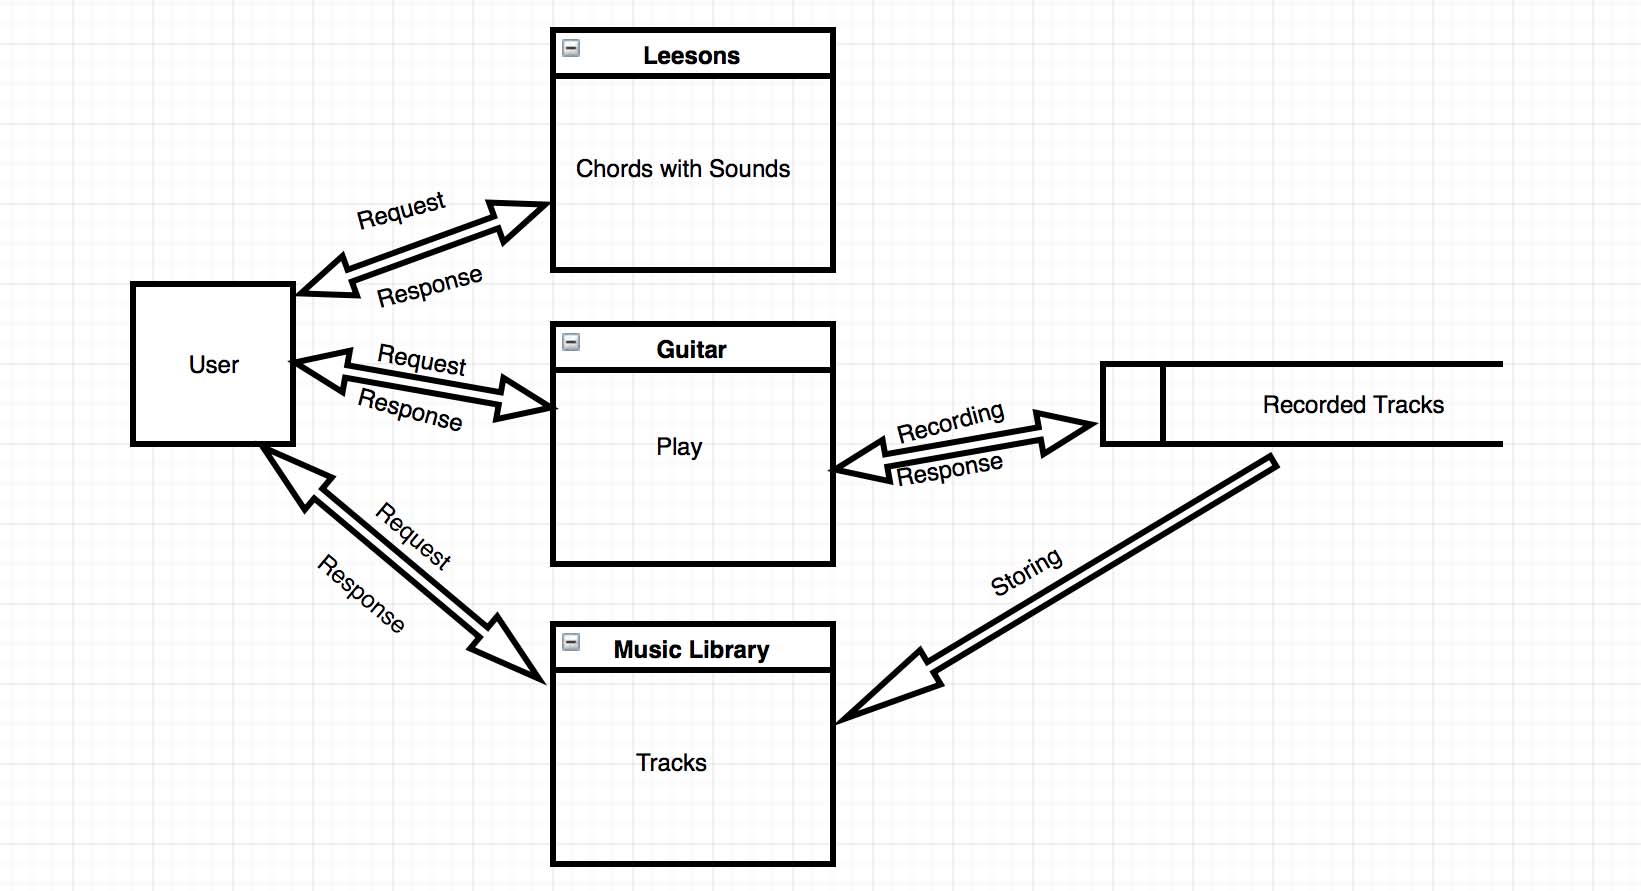 Leesons
Chords with Sounds
Request
Response
User
Request
Response
Guitar
Play
Recording
Response
Recorded Tracks
Request
Response
Storing
Music Library
Tracks